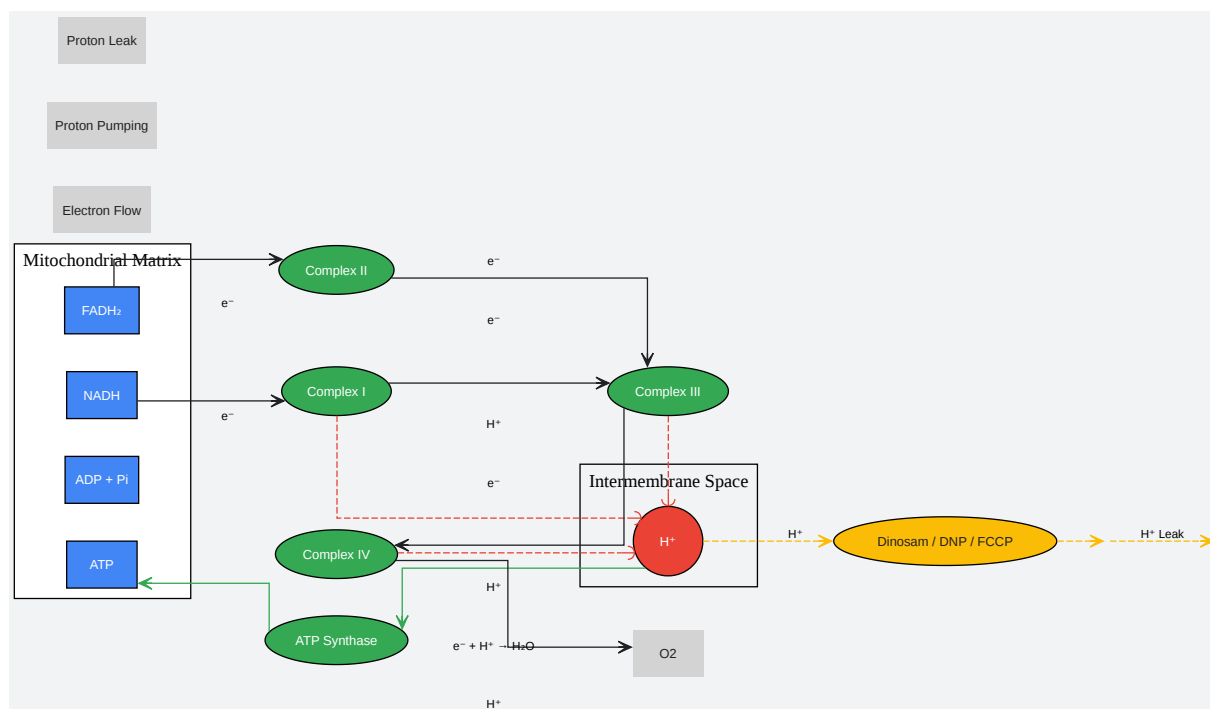 Proton Leak
Proton Pumping
Electron Flow
Mitochondrial Matrix
FADH₂
NADH
ADP + Pi
ATP
e⁻
e⁻
Complex II
Complex I
Complex IV
ATP Synthase
e⁻
e⁻
H⁺
e⁻
H⁺
e⁻ + H⁺ → H₂O
H⁺
Complex III
Intermembrane Space
H⁺
O2
H⁺
Dinosam / DNP / FCCP
H⁺ Leak